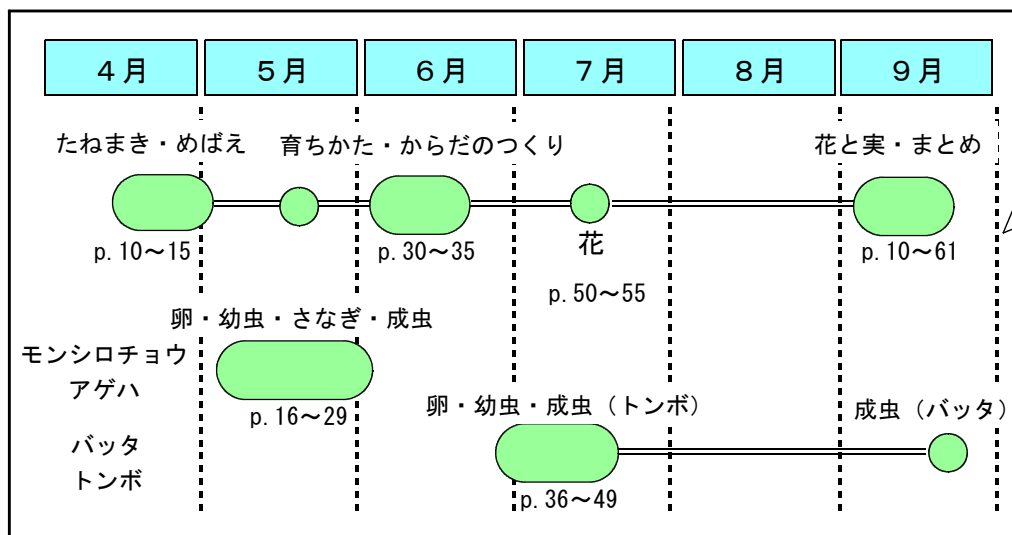 4月 5月 6月 7月 8月 9月
たねまき・めばえ 育ちかた・からだのつくり 花と実・まとめ
p.10～15 p.30～35 花 p.10～61
p.50～55
卵・幼虫・さなぎ・成虫
モンシロチョウ
アゲハ
p.16～29
卵・幼虫・成虫（トンボ） 成虫（バッタ）
バッタ
トンボ
p.36～49